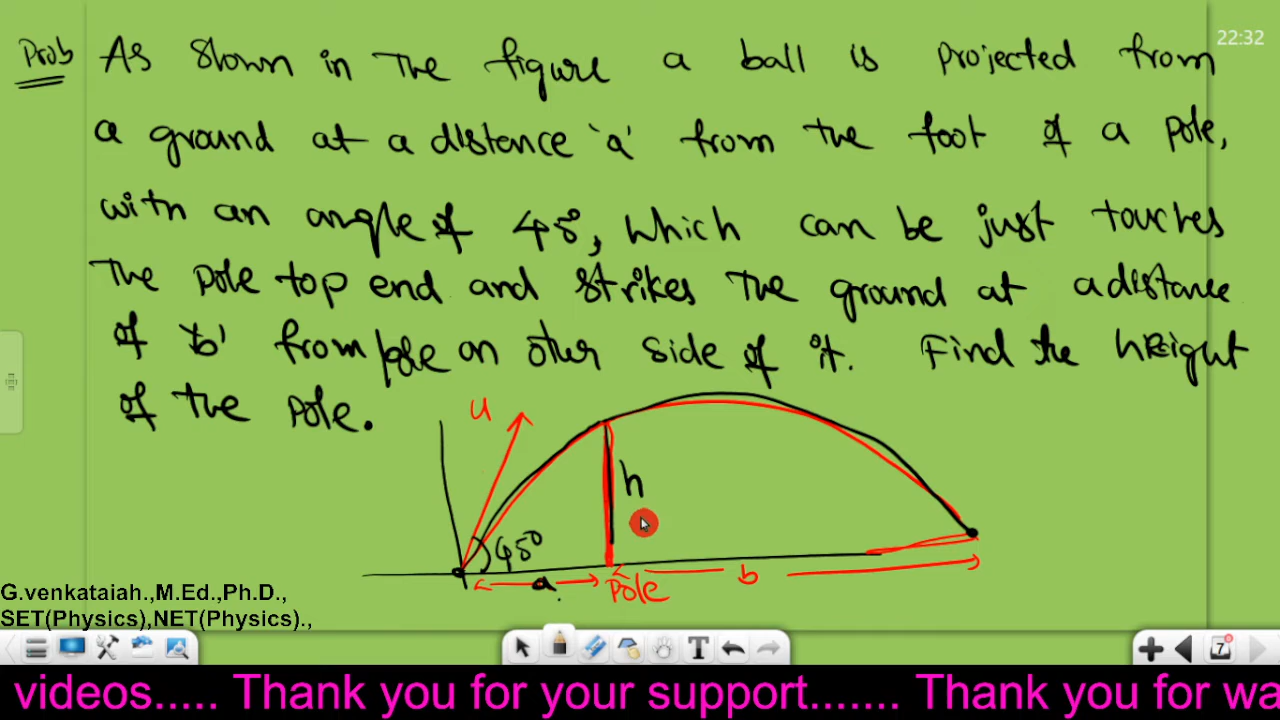 22:32
Prob As shown in the figure a ball is projected from
a ground at a distance 'a' from the foot of a pole,
with an angle of 45°, which can be just touches
the pole top end and strikes the ground at a distance
of 'b' from pole on other side of it. Find the height
of the pole.
u
h
45°
a
pole
b
G.venkataiah.,M.Ed.,Ph.D.,
SET(Physics),NET(Physics).,
T
7
videos..... Thank you for your support....... Thank you for wa